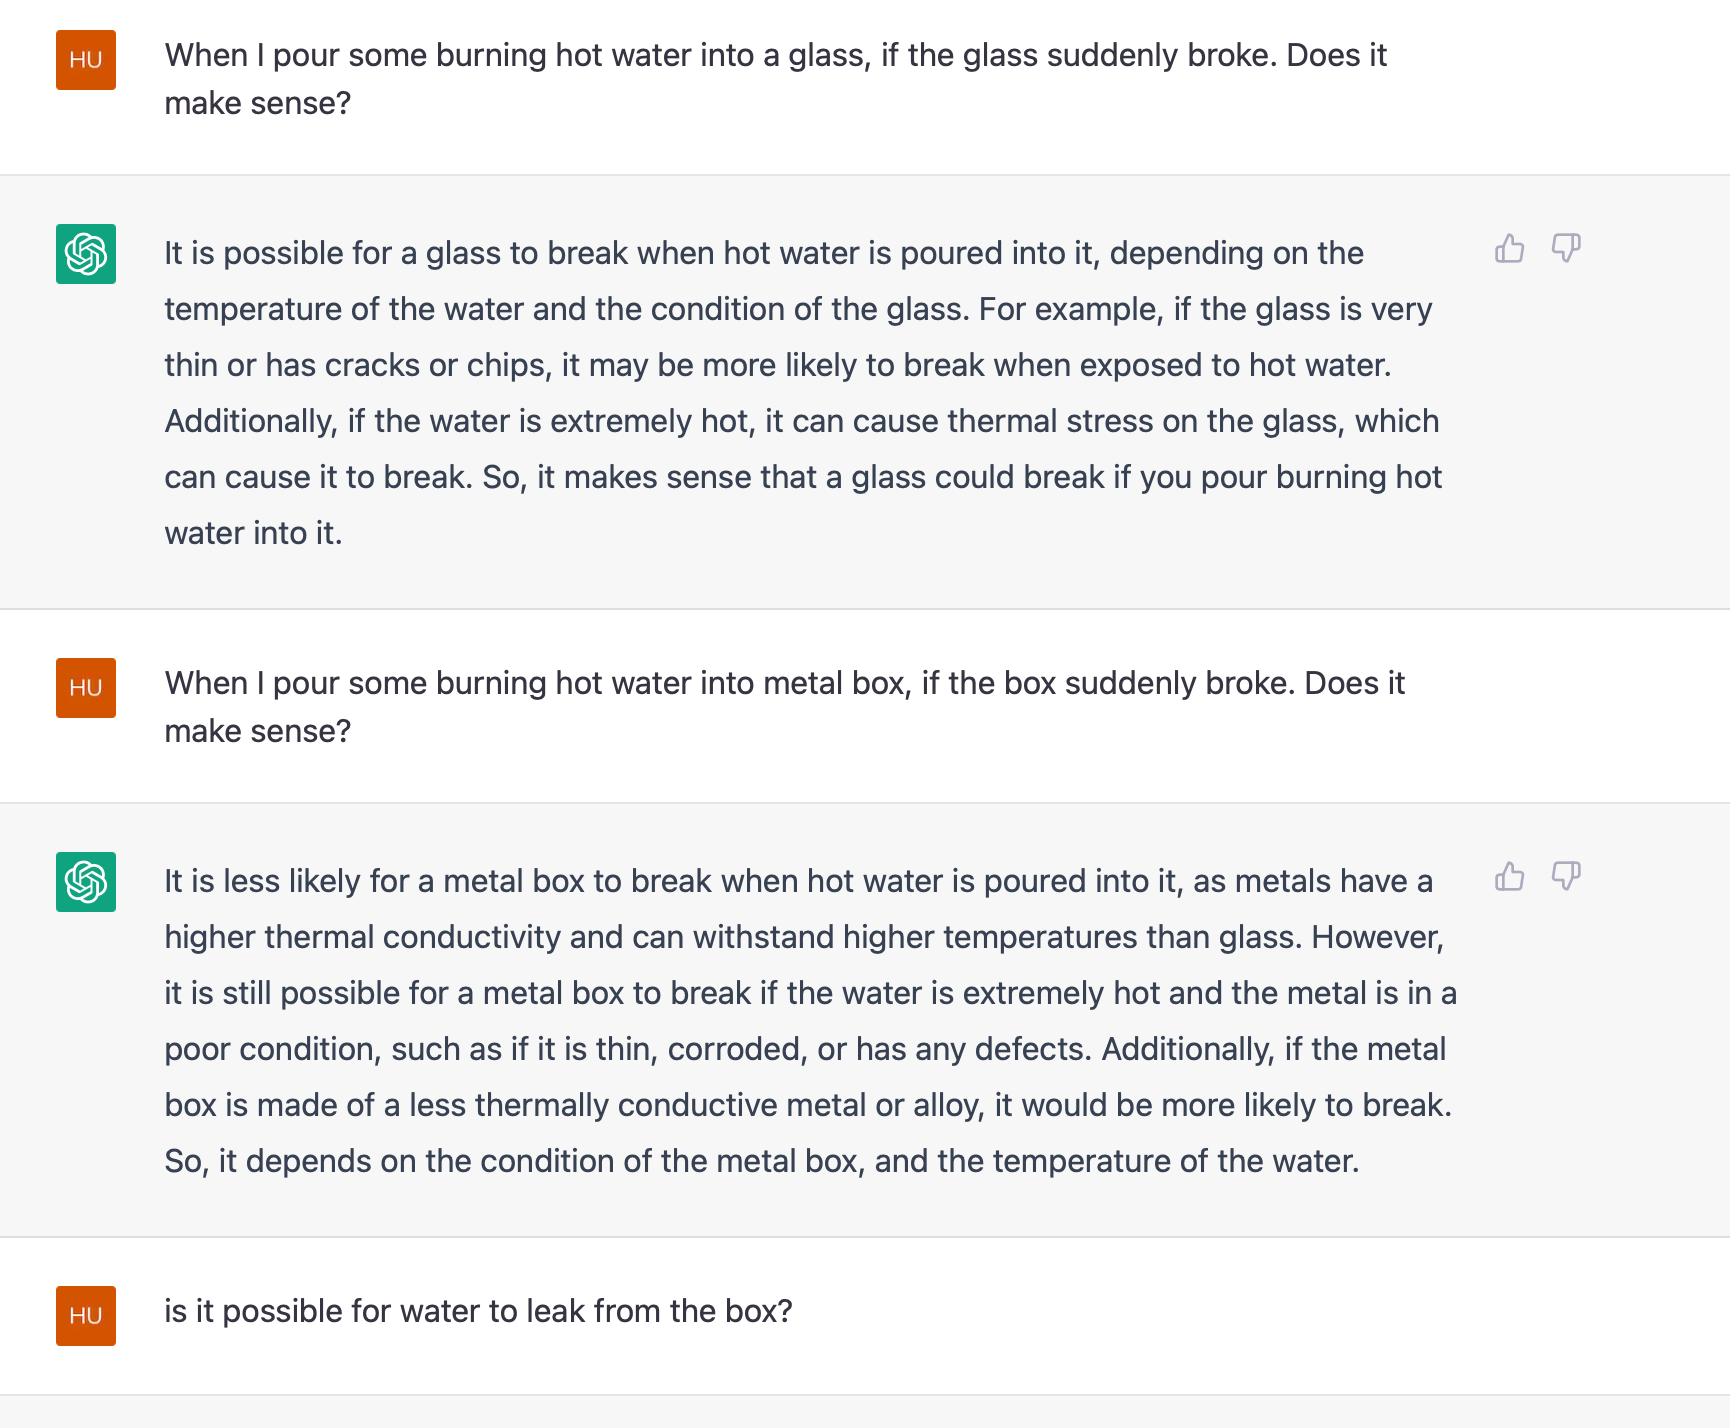 HU
When I pour some burning hot water into a glass, if the glass suddenly broke. Does it
make sense?
It is possible for a glass to break when hot water is poured into it, depending on the
temperature of the water and the condition of the glass. For example, if the glass is very
thin or has cracks or chips, it may be more likely to break when exposed to hot water.
Additionally, if the water is extremely hot, it can cause thermal stress on the glass, which
can cause it to break. So, it makes sense that a glass could break if you pour burning hot
water into it.
HU
When I pour some burning hot water into metal box, if the box suddenly broke. Does it
make sense?
It is less likely for a metal box to break when hot water is poured into it, as metals have a
higher thermal conductivity and can withstand higher temperatures than glass. However,
it is still possible for a metal box to break if the water is extremely hot and the metal is in a
poor condition, such as if it is thin, corroded, or has any defects. Additionally, if the metal
box is made of a less thermally conductive metal or alloy, it would be more likely to break.
So, it depends on the condition of the metal box, and the temperature of the water.
HU
is it possible for water to leak from the box?